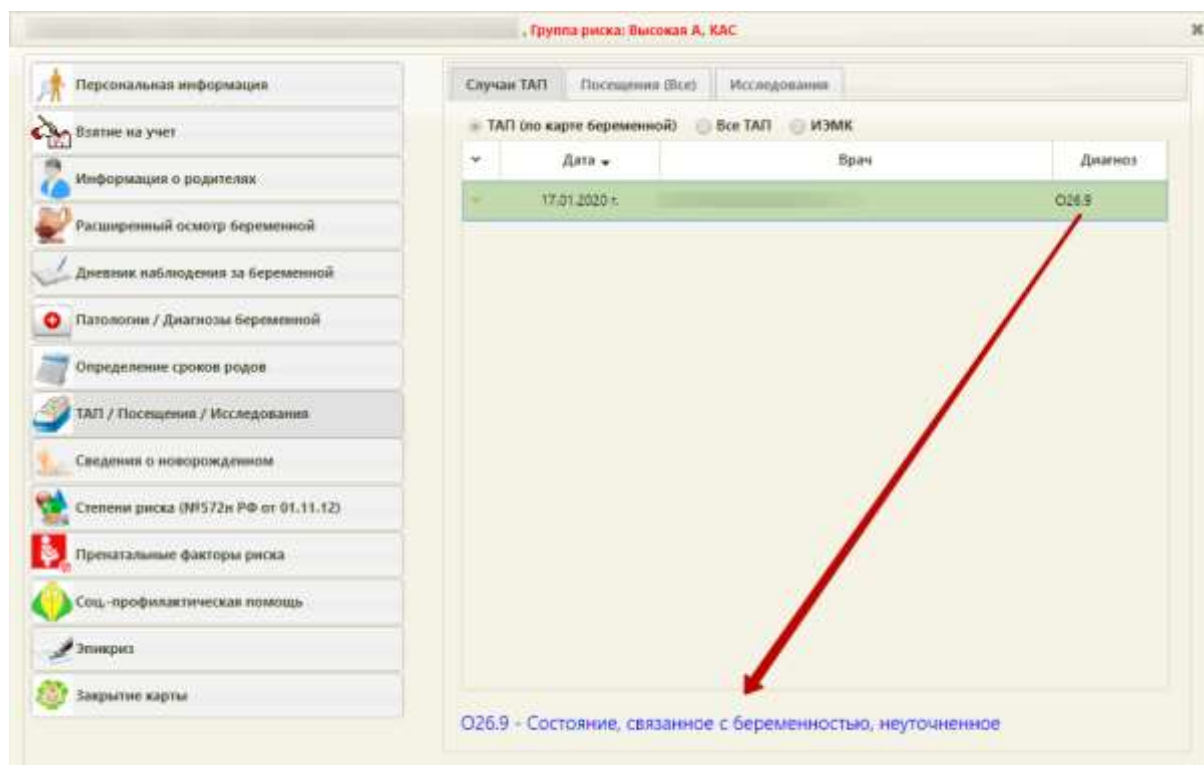 , Группа риска: Высокая А, КАС
Персональная информация
Взятие на учет
Информация о родителях
Расширенный осмотр беременной
Дневник наблюдения за беременной
Патологии / Диагнозы беременной
Определение сроков родов
ТАП / Посещения / Исследования
Сведения о новорожденном
Степени риска (№572н РФ от 01.11.12)
Пренатальные факторы риска
Соц.-профилактическая помощь
Эпикриз
Закрытие карты
Случаи ТАП Посещения (Все) Исследования
ТАП (по карте беременной) Все ТАП ИЭМК
Дата Врач Диагноз
17.01.2020 г. O26.9
O26.9 - Состояние, связанное с беременностью, неуточненное